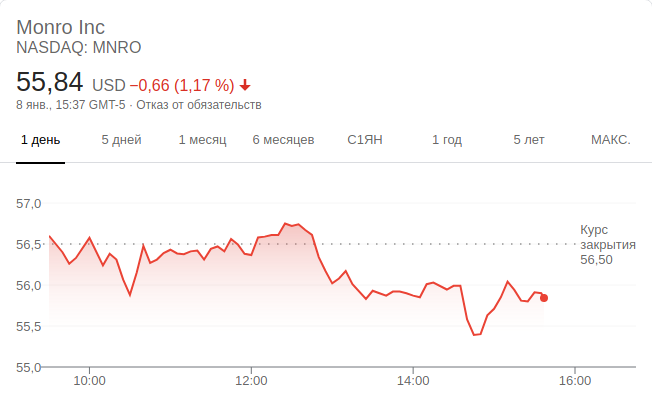 Monro Inc
NASDAQ: MNRO
55,84 USD −0,66 (1,17 %)
8 янв., 15:37 GMT-5 · Отказ от обязательств
1 день 5 дней 1 месяц 6 месяцев С1ЯН 1 год 5 лет МАКС.
57,0
56,5
56,0
55,5
55,0
Курс
закрытия
56,50
10:00 12:00 14:00 16:00